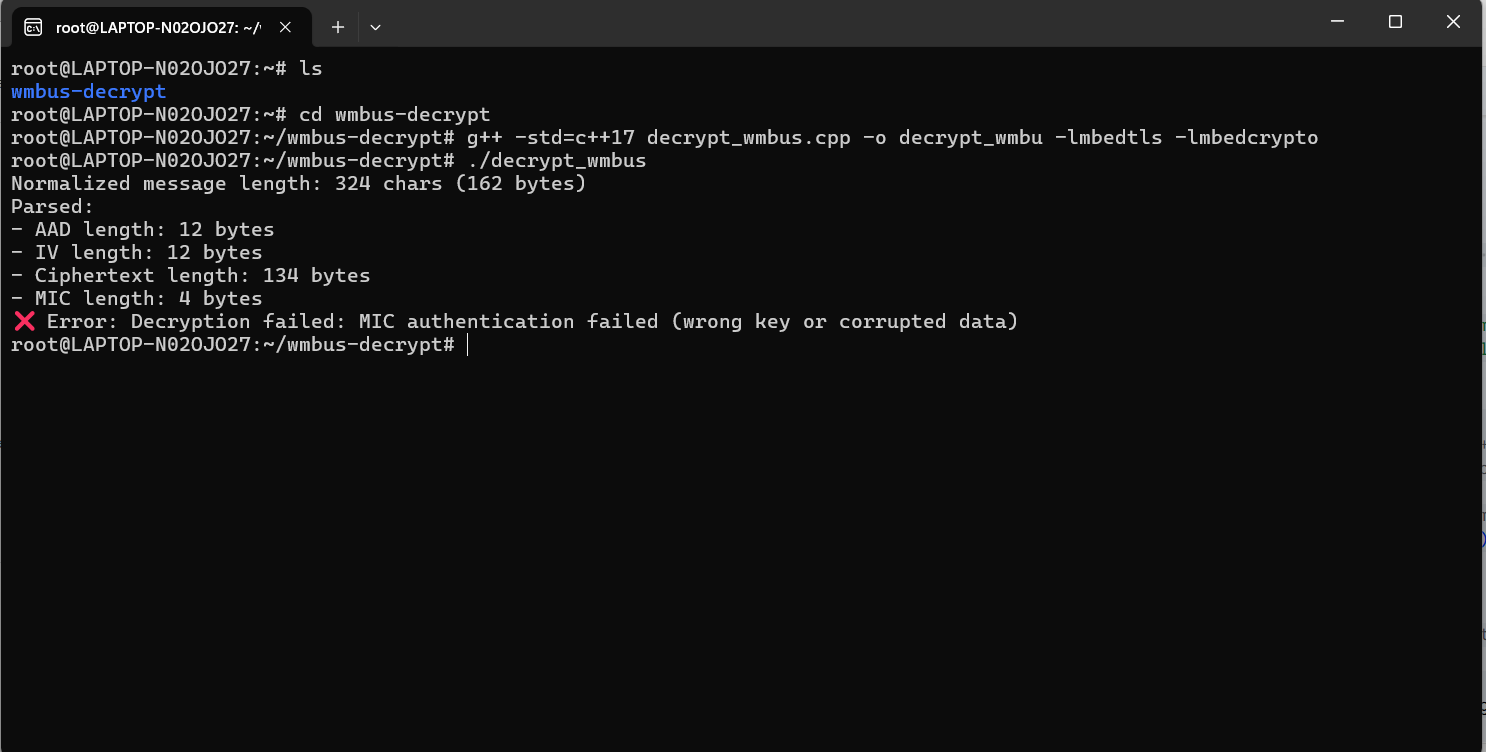 root@LAPTOP-N02OJO27: ~/
root@LAPTOP-N02OJO27:~# ls
wmbus-decrypt
root@LAPTOP-N02OJO27:~# cd wmbus-decrypt
root@LAPTOP-N02OJO27:~/wmbus-decrypt# g++ -std=c++17 decrypt_wmbus.cpp -o decrypt_wmbu -lmbedtls -lmbedcrypto
root@LAPTOP-N02OJO27:~/wmbus-decrypt# ./decrypt_wmbus
Normalized message length: 324 chars (162 bytes)
Parsed:
- AAD length: 12 bytes
- IV length: 12 bytes
- Ciphertext length: 134 bytes
- MIC length: 4 bytes
❌ Error: Decryption failed: MIC authentication failed (wrong key or corrupted data)
root@LAPTOP-N02OJO27:~/wmbus-decrypt#